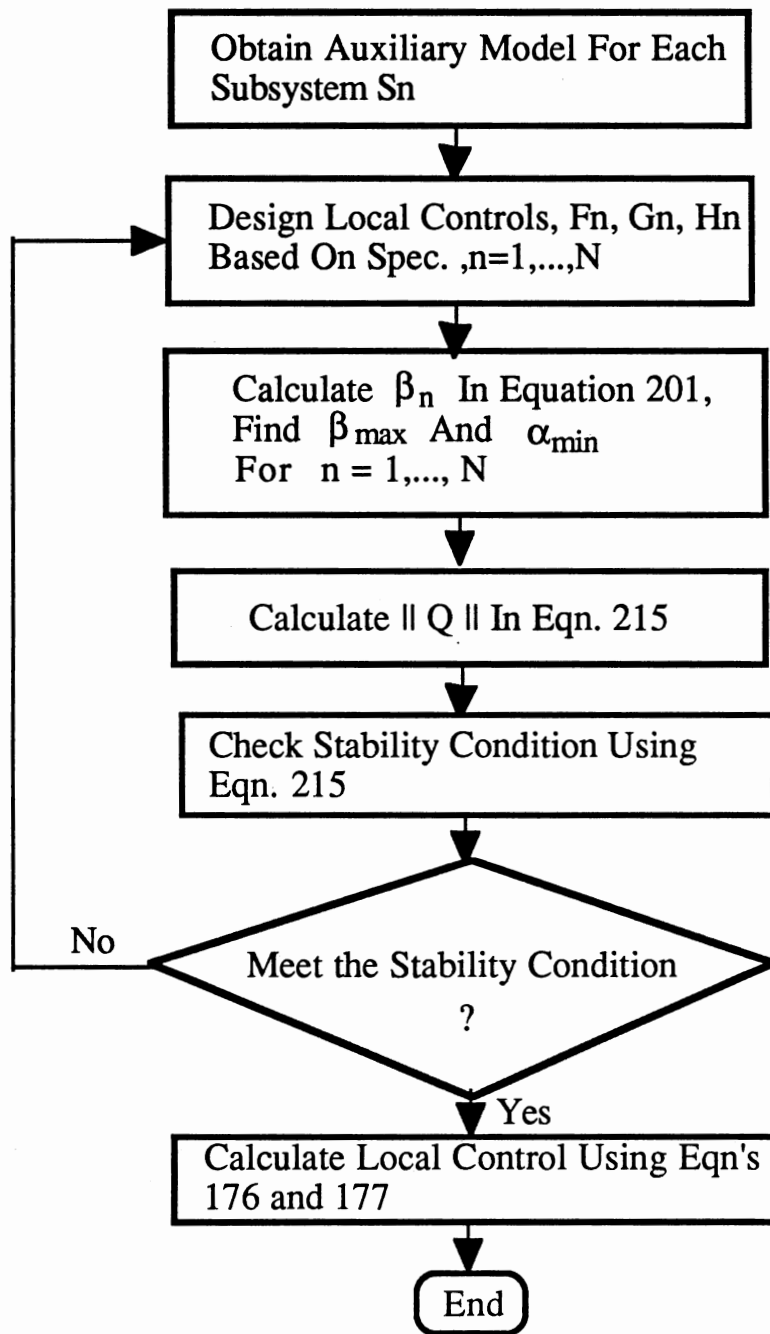 Obtain Auxiliary Model For Each
Subsystem Sn
Design Local Controls, Fn, Gn, Hn
Based On Spec. ,n=1,...,N
Calculate βn In Equation 201,
Find βmax And αmin
For n = 1,..., N
Calculate || Q || In Eqn. 215
Check Stability Condition Using
Eqn. 215
No
Meet the Stability Condition
?
Yes
Calculate Local Control Using Eqn's
176 and 177
End